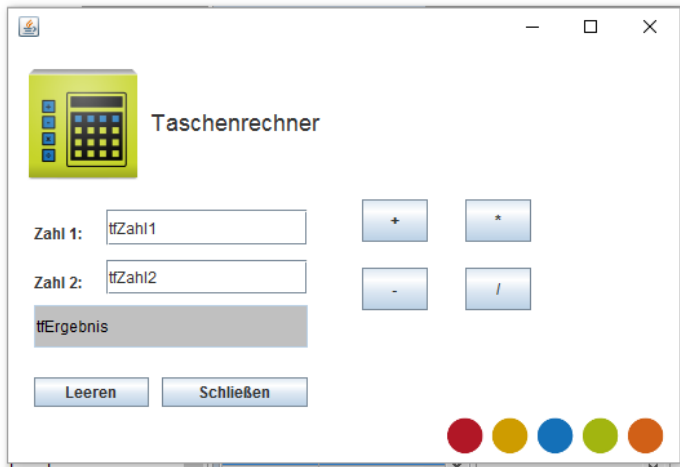 Taschenrechner
+ *
Zahl 1: tfZahl1
Zahl 2: tfZahl2
- /
tfErgebnis
Leeren Schließen